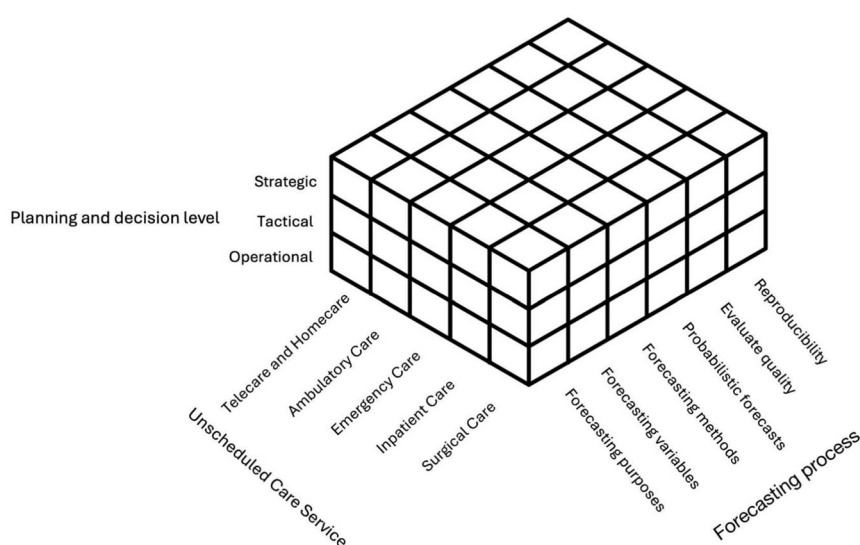 Strategic
Planning and decision level
Tactical
Operational
Telecare and Homecare
Ambulatory Care
Emergency Care
Inpatient Care
Surgical Care
Unscheduled Care Service
Forecasting purposes
Forecasting variables
Forecasting methods
Probabilistic forecasts
Evaluate quality
Reproducibility
Forecasting process